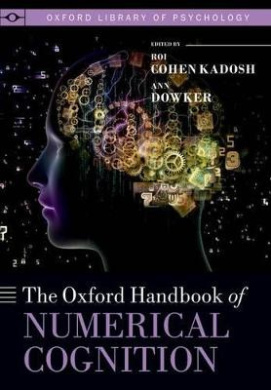 OXFORD LIBRARY OF PSYCHOLOGY
EDITED BY
ROI
COHEN KADOSH
ANN
DOWKER
The Oxford Handbook of
NUMERICAL
COGNITION